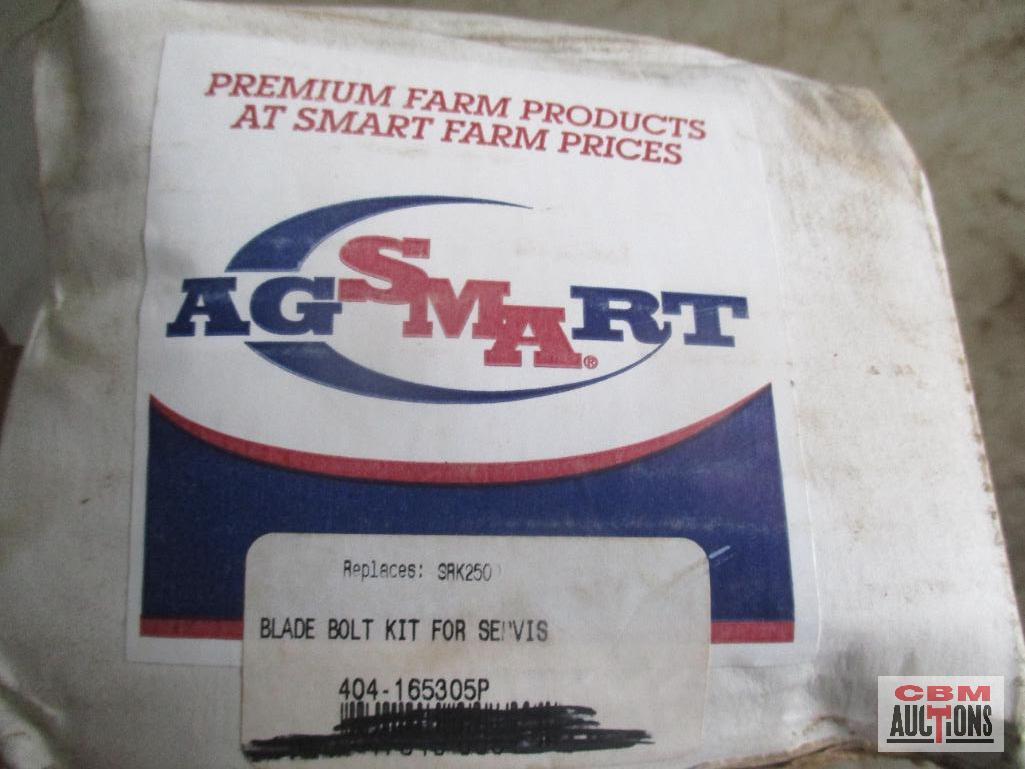 PREMIUM FARM PRODUCTS
AT SMART FARM PRICES
AGSMART®
Replaces: SRK250
BLADE BOLT KIT FOR SERVIS
404-165305P
CBM
AUCTIONS